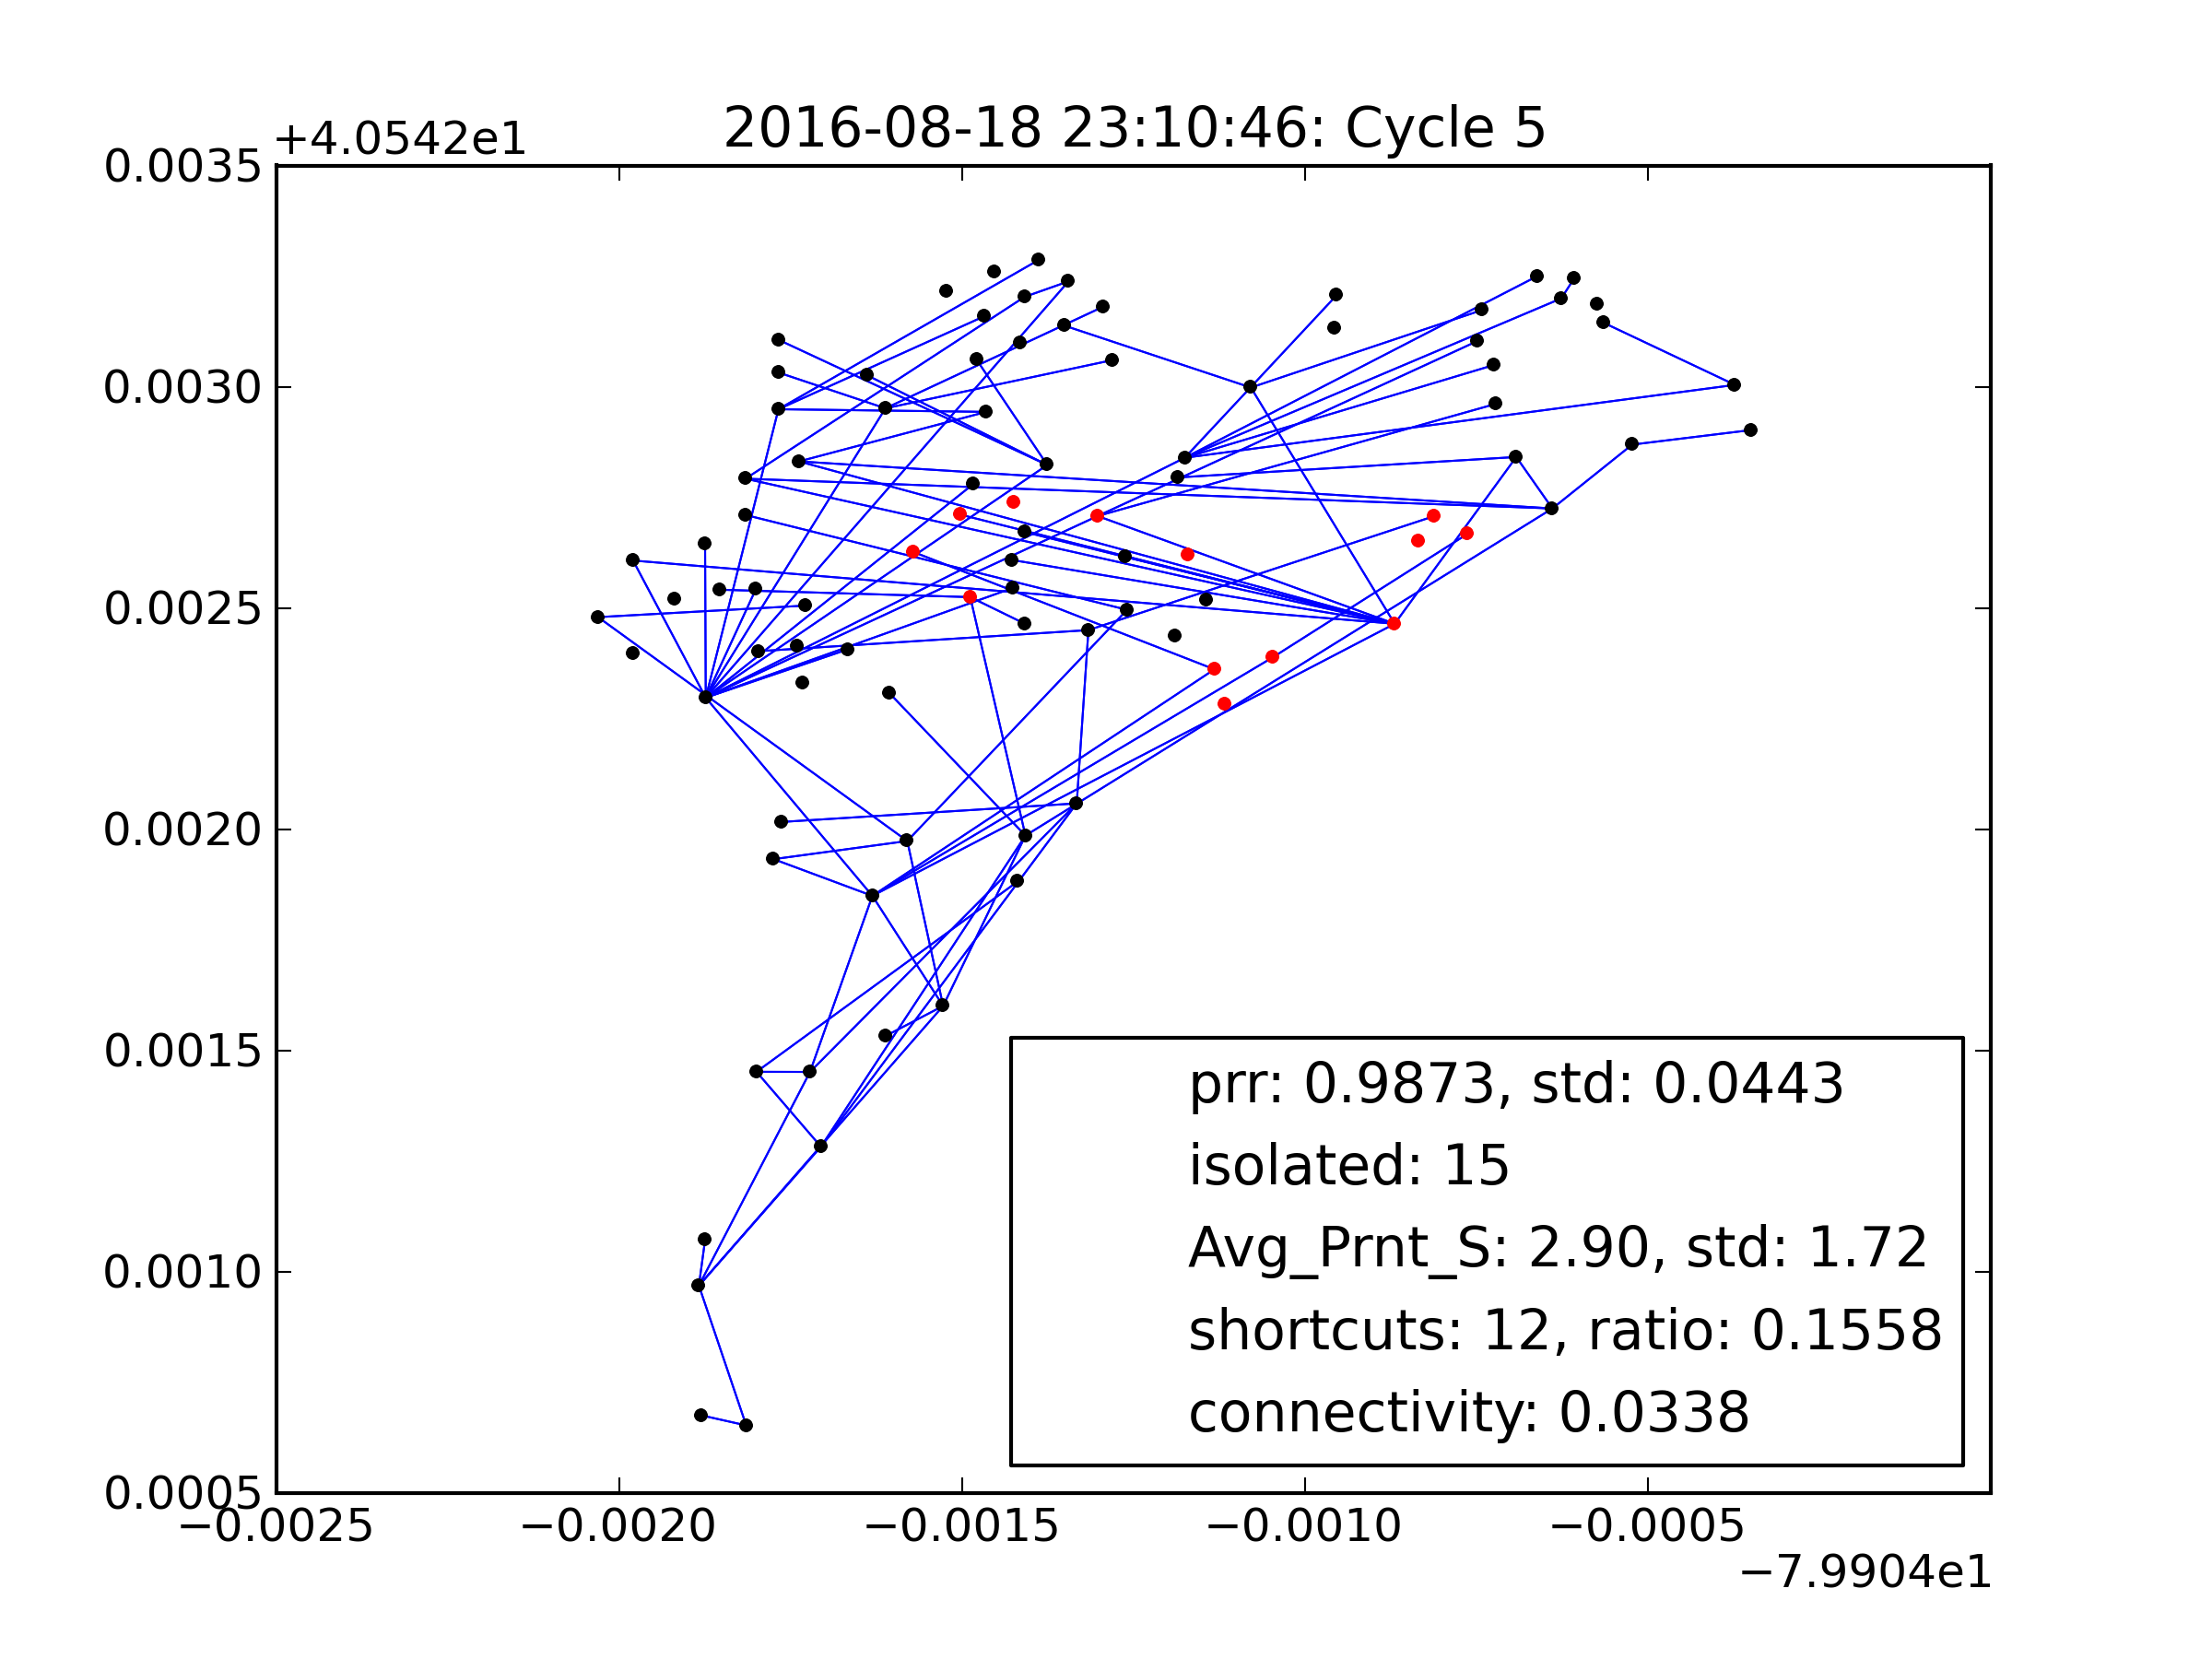 2016-08-18 23:10:46: Cycle 5
+4.0542e1
0.0035
0.0030
0.0025
0.0020
0.0015
0.0010
0.0005
−0.0025
−0.0020
−0.0015
−0.0010
−0.0005
−7.9904e1
prr: 0.9873, std: 0.0443
isolated: 15
Avg_Prnt_S: 2.90, std: 1.72
shortcuts: 12, ratio: 0.1558
connectivity: 0.0338